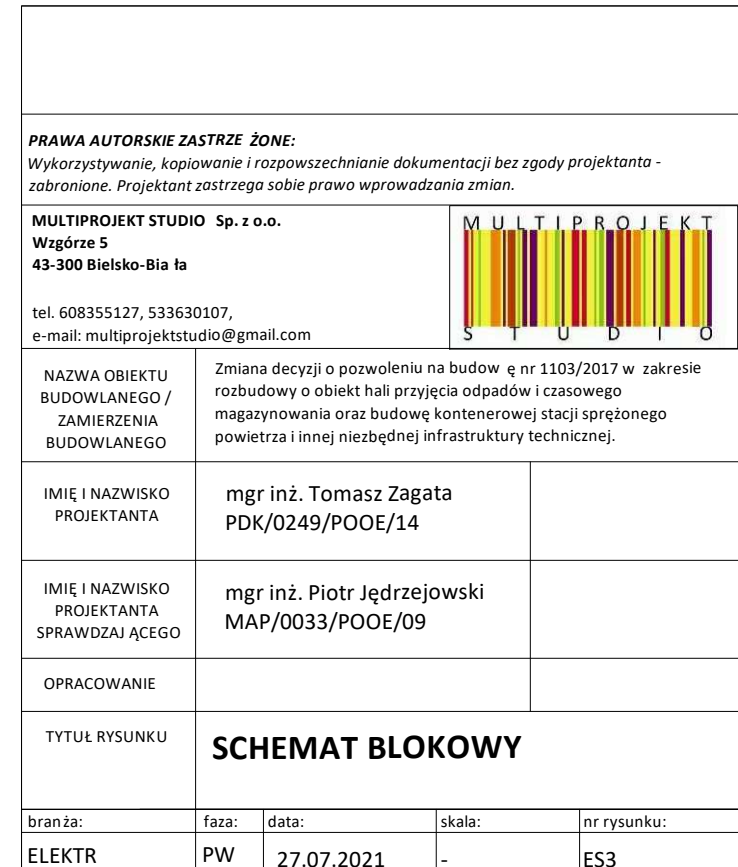 PRAWA AUTORSKIE ZASTRZE ŻONE:
Wykorzystywanie, kopiowanie i rozpowszechnianie dokumentacji bez zgody projektanta -
zabronione. Projektant zastrzega sobie prawo wprowadzania zmian.
MULTIPROJEKT STUDIO Sp. z o.o.
Wzgórze 5
43-300 Bielsko-Bia ła
tel. 608355127, 533630107,
e-mail: multiprojektstudio@gmail.com
MULTIPROJEKT
STUDIO
NAZWA OBIEKTU
BUDOWLANEGO /
ZAMIERZENIA
BUDOWLANEGO
Zmiana decyzji o pozwoleniu na budow ę nr 1103/2017 w zakresie
rozbudowy o obiekt hali przyjęcia odpadów i czasowego
magazynowania oraz budowę kontenerowej stacji sprężonego
powietrza i innej niezbędnej infrastruktury technicznej.
IMIĘ I NAZWISKO
PROJEKTANTA
mgr inż. Tomasz Zagata
PDK/0249/POOE/14
IMIĘ I NAZWISKO
PROJEKTANTA
SPRAWDZAJ ĄCEGO
mgr inż. Piotr Jędrzejowski
MAP/0033/POOE/09
OPRACOWANIE
TYTUŁ RYSUNKU
SCHEMAT BLOKOWY
branża: faza: data: skala: nr rysunku:
ELEKTR PW 27.07.2021 - ES3